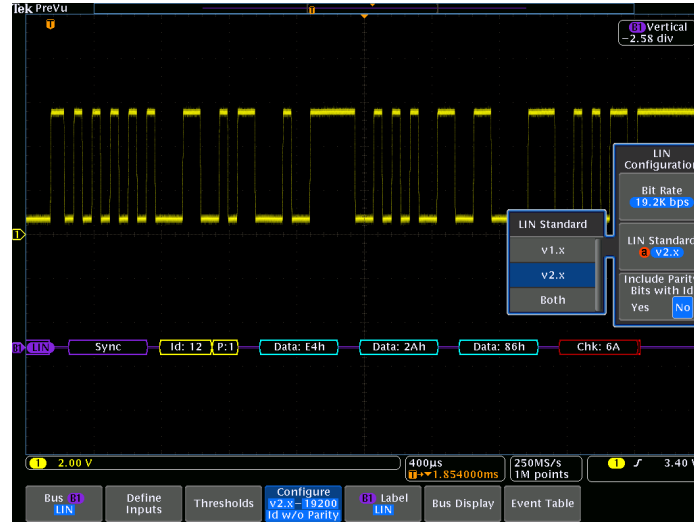 Tek PreVu
T
T
B1 Vertical
-2.58 div
LIN
Configuration
Bit Rate
19.2K bps
LIN Standard
a v2.x
Include Parity
Bits with Id
Yes No
LIN Standard
v1.x
v2.x
Both
1
B1 LIN Sync Id: 12 P:1 Data: E4h Data: 2Ah Data: 86h Chk: 6A
1 2.00 V
400µs
T→▼1.854000ms
250MS/s
1M points
1 3.40 V
Bus B1
LIN
Define
Inputs
Thresholds
Configure
v2.x-19200
Id w/o Parity
B1 Label
LIN
Bus Display
Event Table